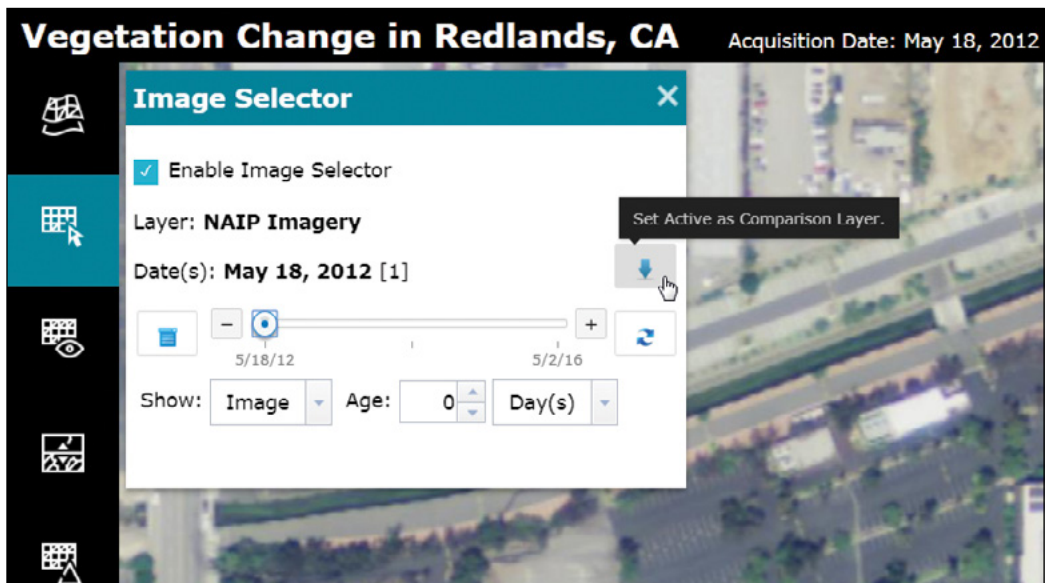 Vegetation Change in Redlands, CA
Acquisition Date: May 18, 2012
Image Selector
Enable Image Selector
Layer: NAIP Imagery
Set Active as Comparison Layer.
Date(s): May 18, 2012 [1]
- +
5/18/12 5/2/16
Show: Image Age: 0 Day(s)